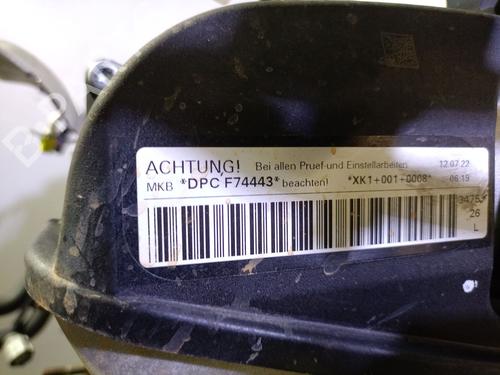 ACHTUNG! Bei allen Pruef-und Einstellarbeiten 12.07.22
MKB *DPC F74443* beachten! *XK1+001+0008* 06:19
26
L